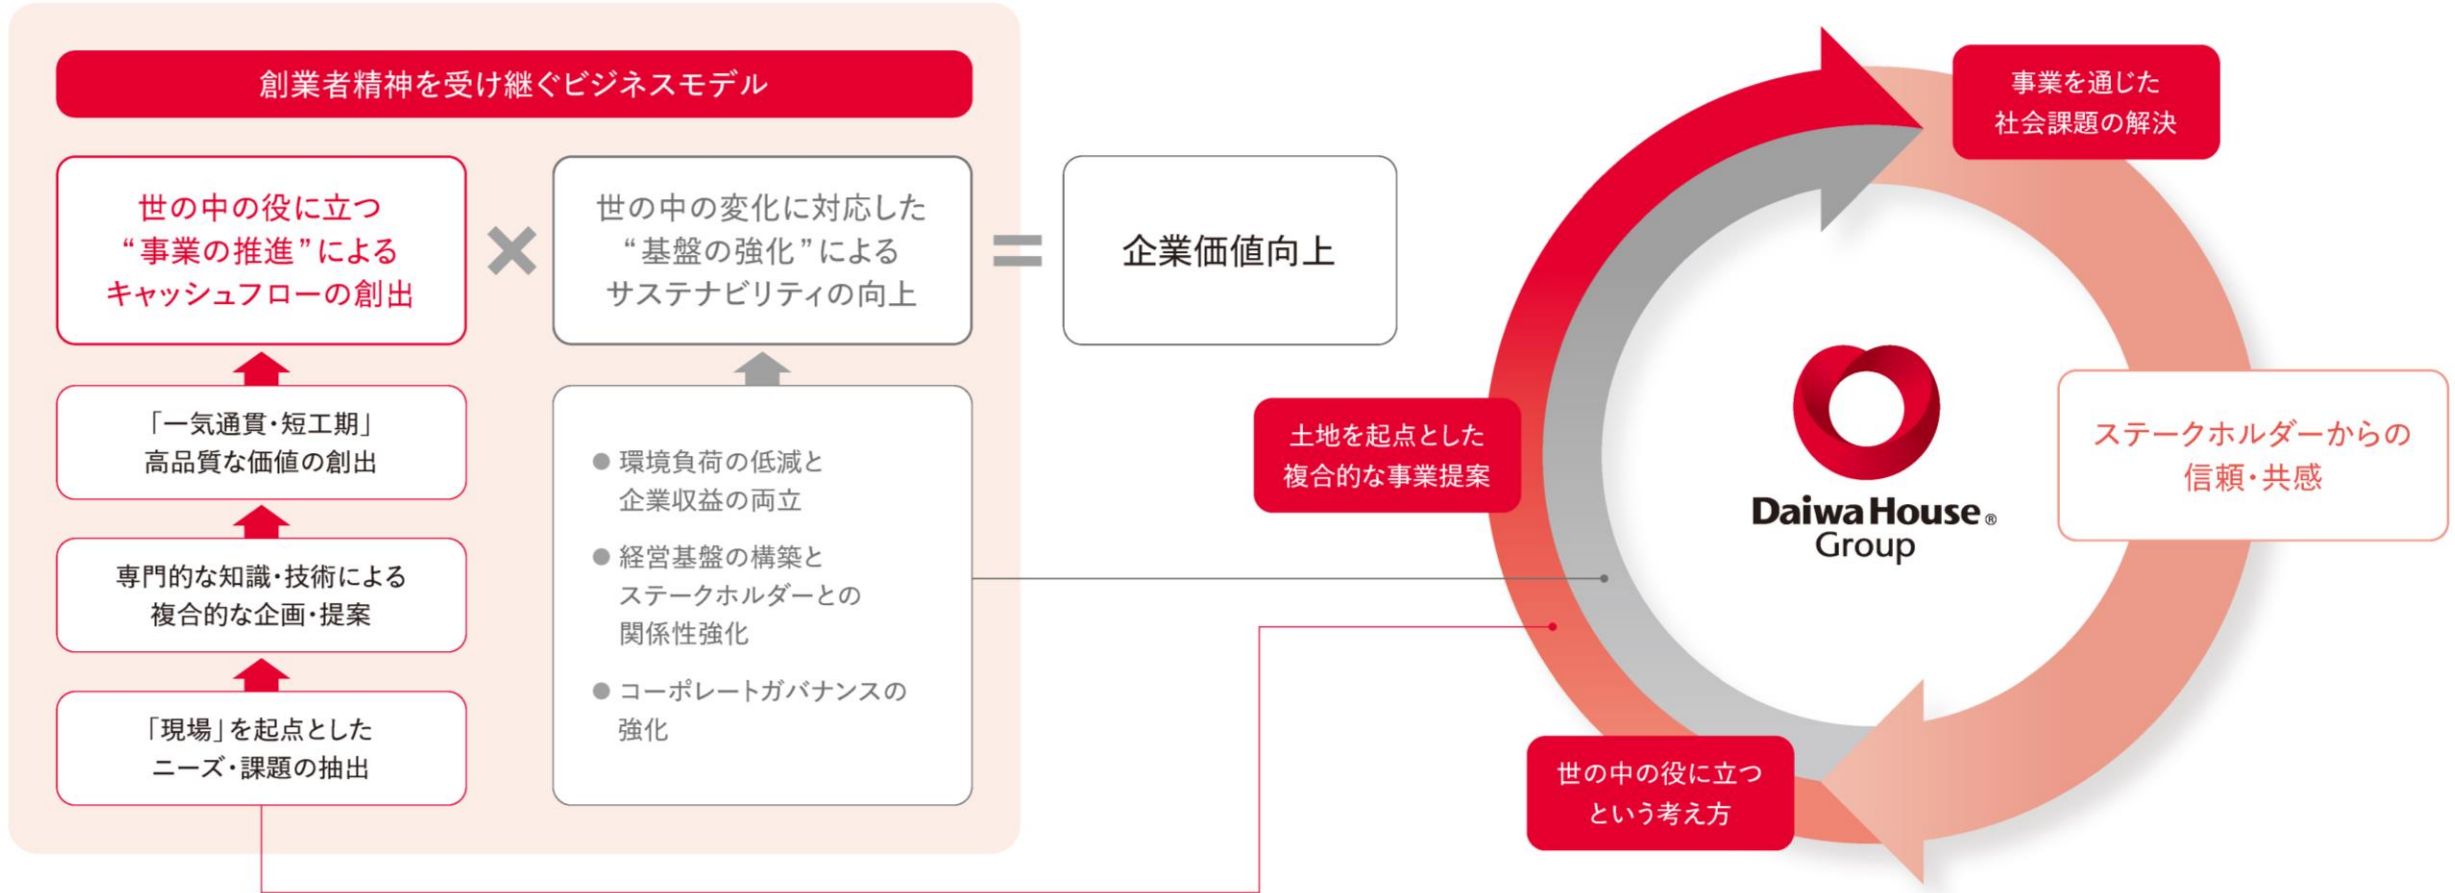 創業者精神を受け継ぐビジネスモデル
世の中の役に立つ
“事業の推進”による
キャッシュフローの創出
×
世の中の変化に対応した
“基盤の強化”による
サステナビリティの向上
=
企業価値向上
「一気通貫・短工期」
高品質な価値の創出
専門的な知識・技術による
複合的な企画・提案
「現場」を起点とした
ニーズ・課題の抽出
● 環境負荷の低減と
企業収益の両立
● 経営基盤の構築と
ステークホルダーとの
関係性強化
● コーポレートガバナンスの
強化
事業を通じた
社会課題の解決
土地を起点とした
複合的な事業提案
Daiwa House®
Group
ステークホルダーからの
信頼・共感
世の中の役に立つ
という考え方